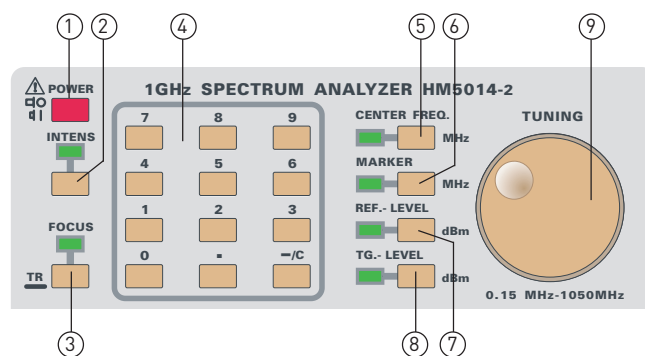 1 2 4 5 6 9
POWER
1GHz SPECTRUM ANALYZER HM5014-2
INTENS
FOCUS
TR
7 8 9
4 5 6
1 2 3
0 . –/C
CENTER FREQ.
MHz
MARKER
MHz
REF.- LEVEL
dBm
TG.- LEVEL
dBm
TUNING
0.15 MHz-1050MHz
3 8 7